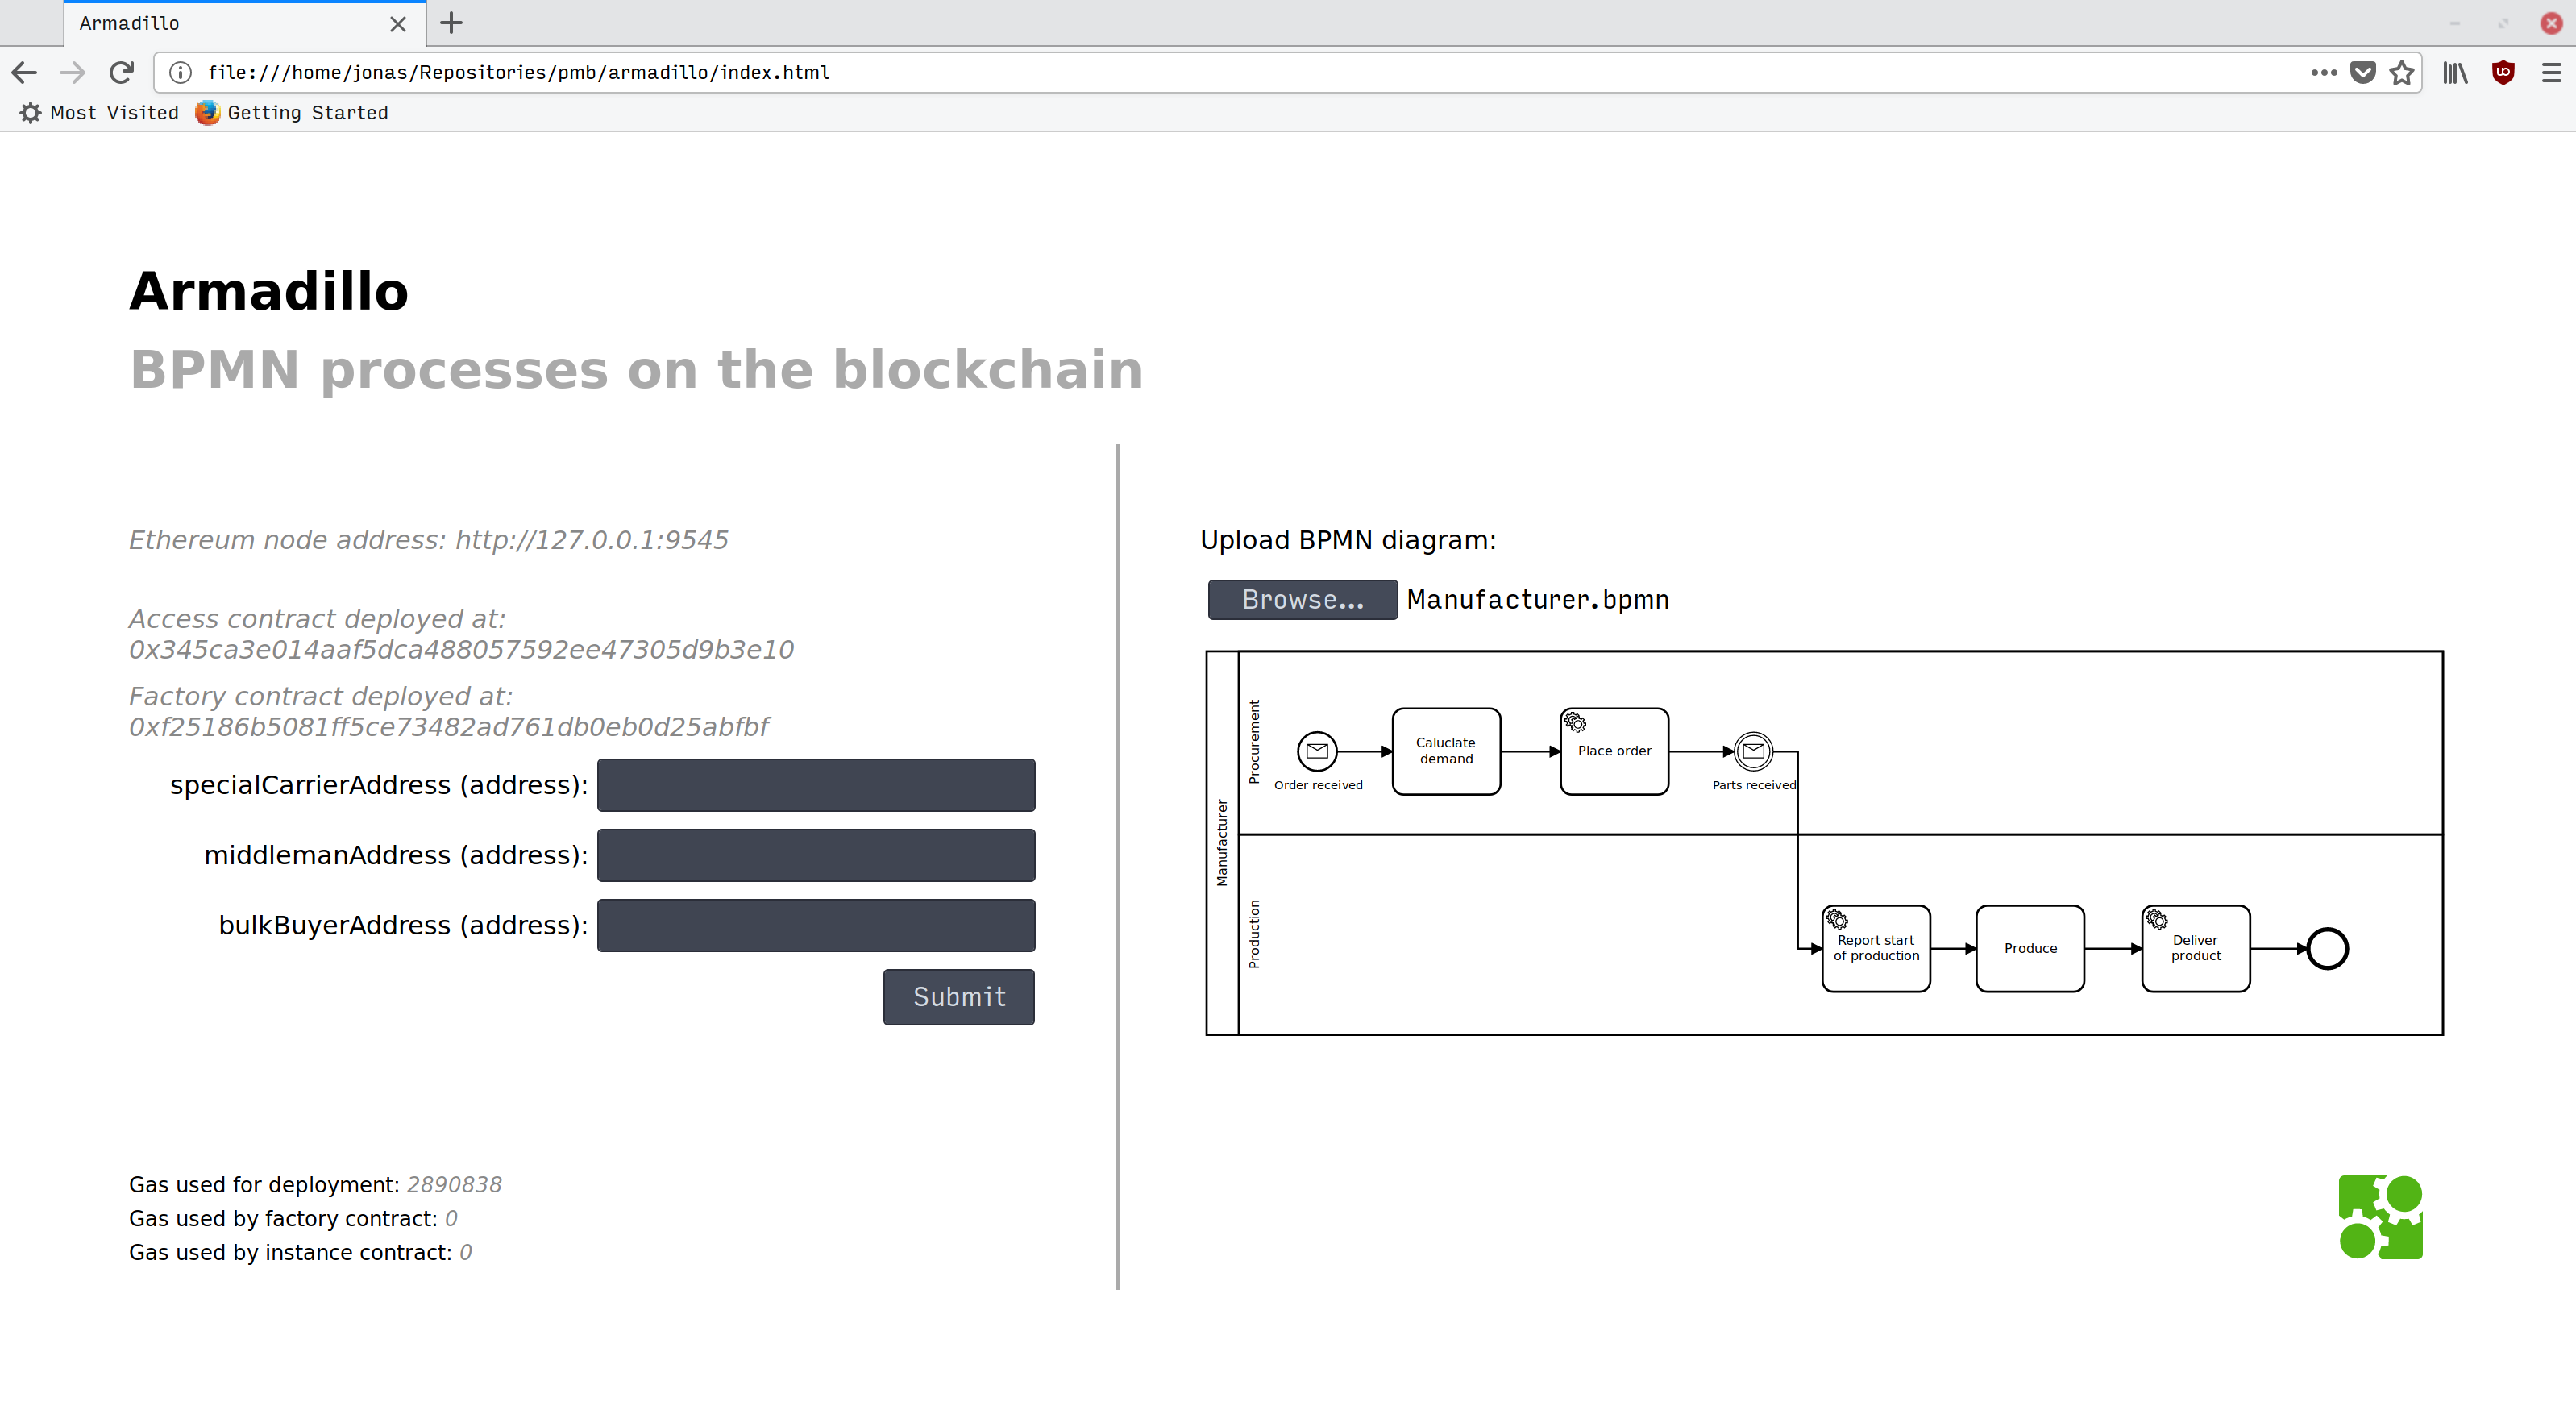 Armadillo
file:///home/jonas/Repositories/pmb/armadillo/index.html
Most Visited
Getting Started
Armadillo
BPMN processes on the blockchain
Ethereum node address: http://127.0.0.1:9545
Access contract deployed at:
0x345ca3e014aaf5dca488057592ee47305d9b3e10
Factory contract deployed at:
0xf25186b5081ff5ce73482ad761db0eb0d25abfbf
specialCarrierAddress (address):
middlemanAddress (address):
bulkBuyerAddress (address):
Submit
Gas used for deployment: 2890838
Gas used by factory contract: 0
Gas used by instance contract: 0
Upload BPMN diagram:
Browse... Manufacturer.bpmn
Manufacturer
Procurement
Order received
Caluclate
demand
Place order
Parts received
Production
Report start
of production
Produce
Deliver
product